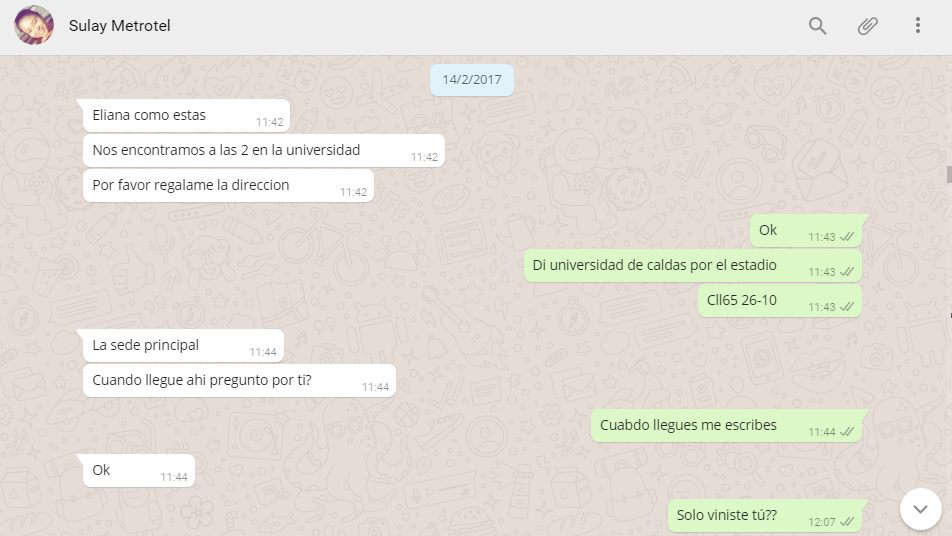 Sulay Metrotel
14/2/2017
Eliana como estas
11:42
Nos encontramos a las 2 en la universidad
11:42
Por favor regalame la direccion
11:42
Ok
11:43
Di universidad de caldas por el estadio
11:43
Cll65 26-10
11:43
La sede principal
11:44
Cuando llegue ahi pregunto por ti?
11:44
Cuabdo llegues me escribes
11:44
Ok
11:44
Solo viniste tú??
12:07